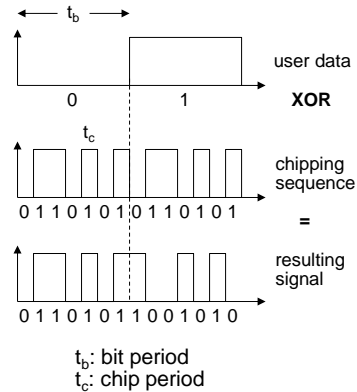 t_b
user data
0 1 XOR
t_c
chipping
sequence
0 1 1 0 1 0 1 0 1 1 0 1 0 1
=
resulting
signal
0 1 1 0 1 0 1 1 0 0 1 0 1 0
t_b: bit period
t_c: chip period